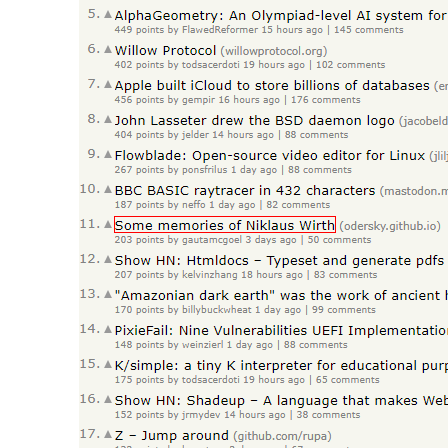 5. AlphaGeometry: An Olympiad-level AI system for
449 points by FlawedReformer 15 hours ago | 145 comments
6. Willow Protocol (willowprotocol.org)
402 points by todsacerdoti 19 hours ago | 102 comments
7. Apple built iCloud to store billions of databases
456 points by gempir 16 hours ago | 176 comments
8. John Lasseter drew the BSD daemon logo (jacobeld
404 points by jelder 14 hours ago | 88 comments
9. Flowblade: Open-source video editor for Linux
267 points by ponsfrilus 1 day ago | 88 comments
10. BBC BASIC raytracer in 432 characters (mastodon.m
187 points by neffo 1 day ago | 82 comments
11. Some memories of Niklaus Wirth (odersky.github.io)
203 points by gautamcgoel 3 days ago | 50 comments
12. Show HN: Htmldocs – Typeset and generate pdfs
207 points by kelvinzhang 18 hours ago | 83 comments
13. "Amazonian dark earth" was the work of ancient
170 points by billybuckwheat 1 day ago | 99 comments
14. PixieFail: Nine Vulnerabilities UEFI Implementatio
148 points by weinzierl 1 day ago | 88 comments
15. K/simple: a tiny K interpreter for educational pur
175 points by todsacerdoti 19 hours ago | 65 comments
16. Show HN: Shadeup – A language that makes
152 points by jrmydev 14 hours ago | 38 comments
17. Z – Jump around (github.com/rupa)